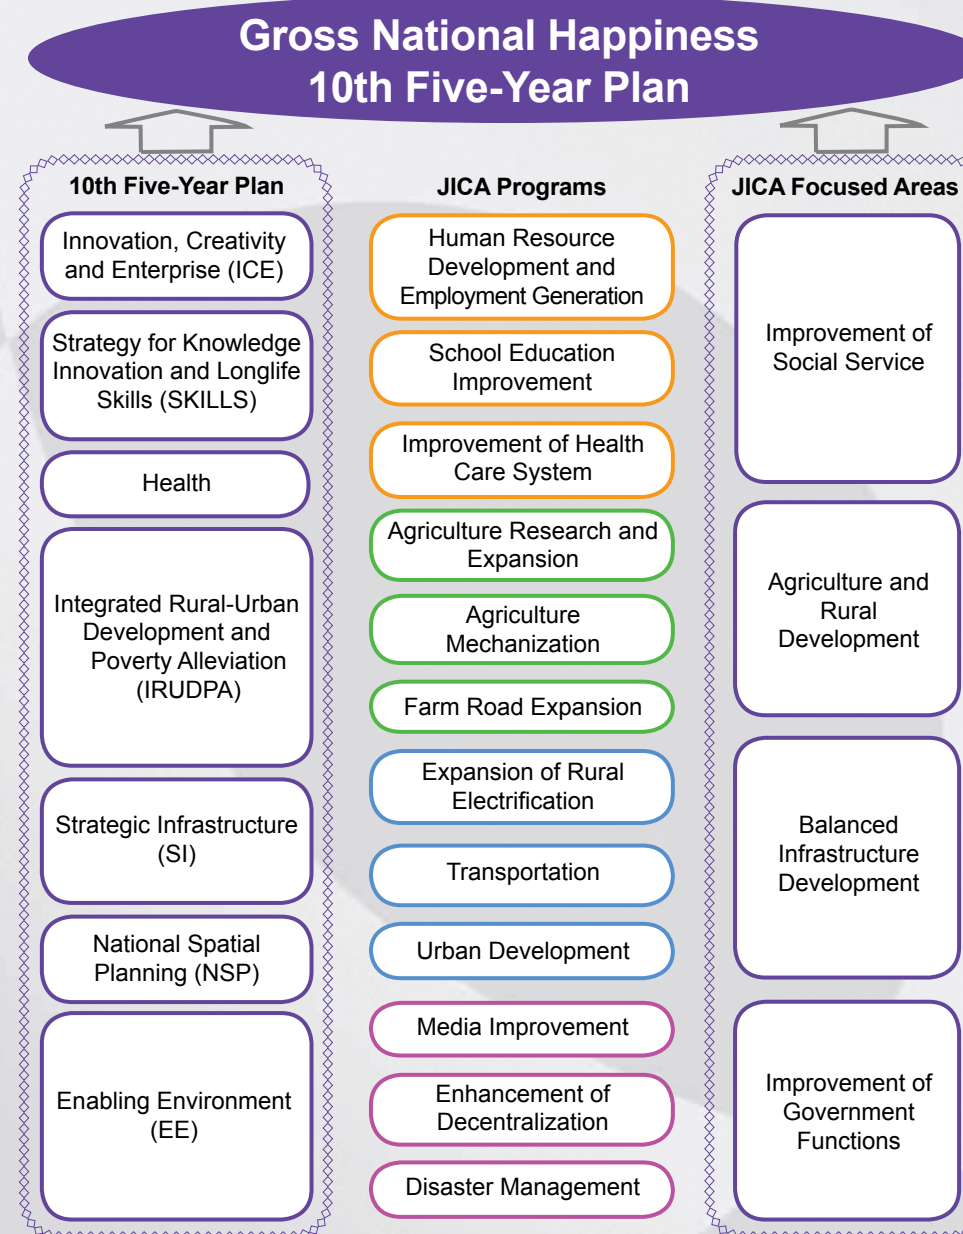 Gross National Happiness
10th Five-Year Plan
10th Five-Year Plan
Innovation, Creativity
and Enterprise (ICE)
Strategy for Knowledge
Innovation and Longlife
Skills (SKILLS)
Health
Integrated Rural-Urban
Development and
Poverty Alleviation
(IRUDPA)
Strategic Infrastructure
(SI)
National Spatial
Planning (NSP)
Enabling Environment
(EE)
JICA Programs
Human Resource
Development and
Employment Generation
School Education
Improvement
Improvement of Health
Care System
Agriculture Research and
Expansion
Agriculture
Mechanization
Farm Road Expansion
Expansion of Rural
Electrification
Transportation
Urban Development
Media Improvement
Enhancement of
Decentralization
Disaster Management
JICA Focused Areas
Improvement of
Social Service
Agriculture and
Rural
Development
Balanced
Infrastructure
Development
Improvement of
Government
Functions